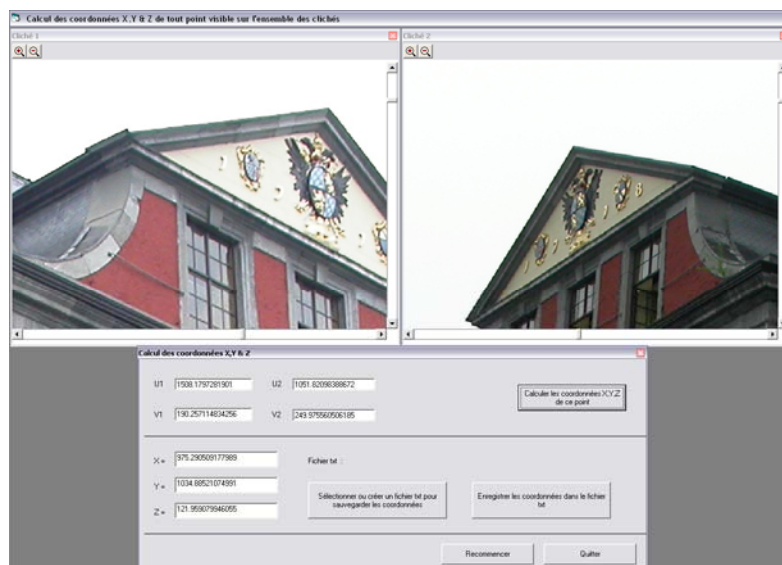 Calcul des coordonnées X,Y & Z de tout point visible sur l'ensemble des clichés
Cliché 1
Cliché 2
Calcul des coordonnées X,Y & Z
U1 1508.1797281901 U2 1051.82098388672
V1 190.257114834256 V2 249.975560506185
Calculer les coordonnées X,Y,Z
de ce point
X = 975.290509177989
Fichier txt :
Y = 1034.88521074991
Z = 121.959079946055
Sélectionner ou créer un fichier txt pour
sauvegarder les coordonnées
Enregistrer les coordonnées dans le fichier
txt
Recommencer
Quitter